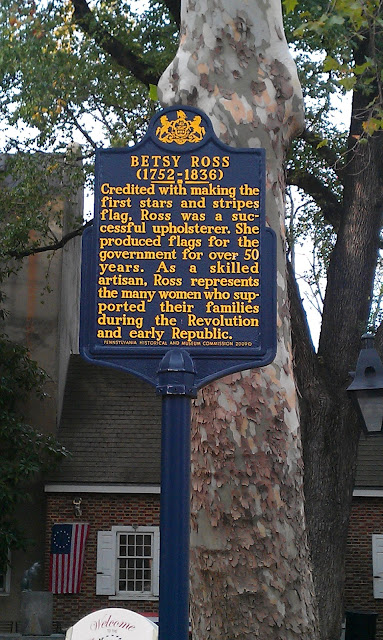 BETSY ROSS
(1752-1836)
Credited with making the
first stars and stripes
flag, Ross was a suc-
cessful upholsterer. She
produced flags for the
government for over 50
years. As a skilled
artisan, Ross represents
the many women who sup-
ported their families
during the Revolution
and early Republic.
PENNSYLVANIA HISTORICAL AND MUSEUM COMMISSION 2009©
Welcome